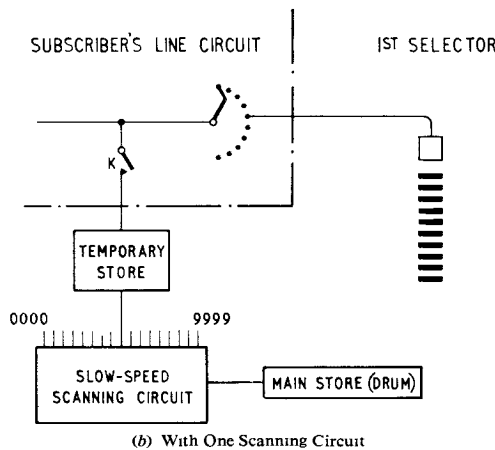 SUBSCRIBER'S LINE CIRCUIT
1ST SELECTOR
K
TEMPORARY
STORE
0000
9999
SLOW-SPEED
SCANNING CIRCUIT
MAIN STORE (DRUM)
(b) With One Scanning Circuit